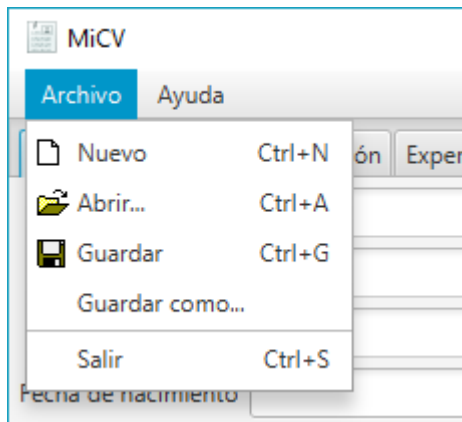 MiCV
Archivo Ayuda
Nuevo Ctrl+N
ón Exper
Abrir... Ctrl+A
Guardar Ctrl+G
Guardar como...
Salir Ctrl+S
Fecha de nacimiento